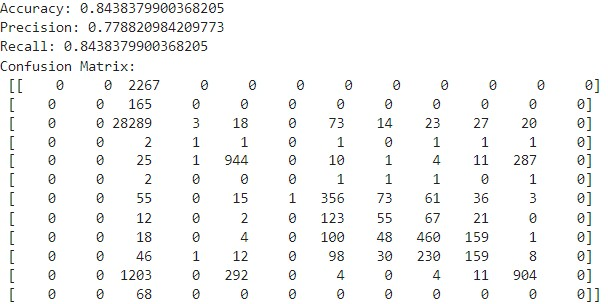 Accuracy: 0.8438379900368205
Precision: 0.778820984209773
Recall: 0.8438379900368205
Confusion Matrix:
[[ 0 0 2267 0 0 0 0 0 0 0 0 0]
[ 0 0 165 0 0 0 0 0 0 0 0 0]
[ 0 0 28289 3 18 0 73 14 23 27 20 0]
[ 0 0 2 1 1 0 1 0 1 1 1 0]
[ 0 0 25 1 944 0 10 1 4 11 287 0]
[ 0 0 2 0 0 0 1 1 1 0 1 0]
[ 0 0 55 0 15 1 356 73 61 36 3 0]
[ 0 0 12 0 2 0 123 55 67 21 0 0]
[ 0 0 18 0 4 0 100 48 460 159 1 0]
[ 0 0 46 1 12 0 98 30 230 159 8 0]
[ 0 0 1203 0 292 0 4 0 4 11 904 0]
[ 0 0 68 0 0 0 0 0 0 0 0 0]]